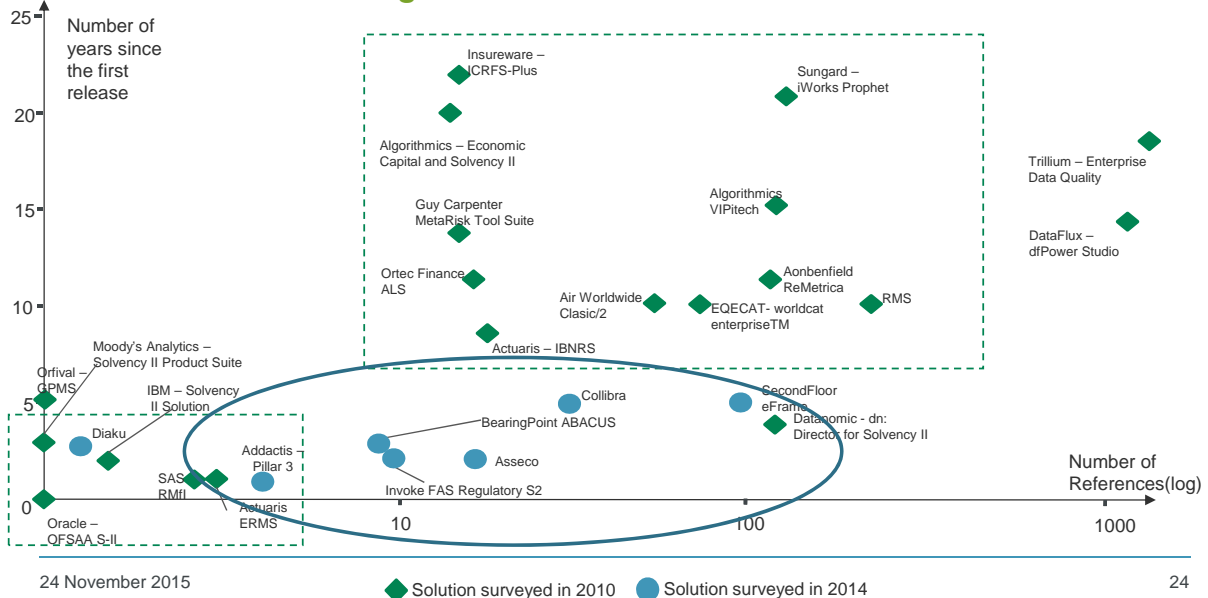 25
Number of
years since
the first
release
Insureware –
ICRFS-Plus
Sungard –
iWorks Prophet
20
Algorithmics – Economic
Capital and Solvency II
Trillium – Enterprise
Data Quality
15
Guy Carpenter
MetaRisk Tool Suite
Algorithmics
VIPitech
DataFlux –
dfPower Studio
Ortec Finance
ALS
Aonbenfield
ReMetrica
10
Air Worldwide
Clasic/2
EQECAT- worldcat
enterpriseTM
RMS
Actuaris – IBNRS
Moody's Analytics –
Solvency II Product Suite
Orfival –
GPMS
IBM – Solvency
II Solution
5
Collibra
SecondFloor
eFrame
BearingPoint ABACUS
Datanomic - dn:
Director for Solvency II
Diaku
Addactis –
Pillar 3
Asseco
SAS
RMfI
Invoke FAS Regulatory S2
Number of
References(log)
0
Actuaris
ERMS
10
100
1000
Oracle –
OFSAA S-II
24 November 2015
Solution surveyed in 2010
Solution surveyed in 2014
24